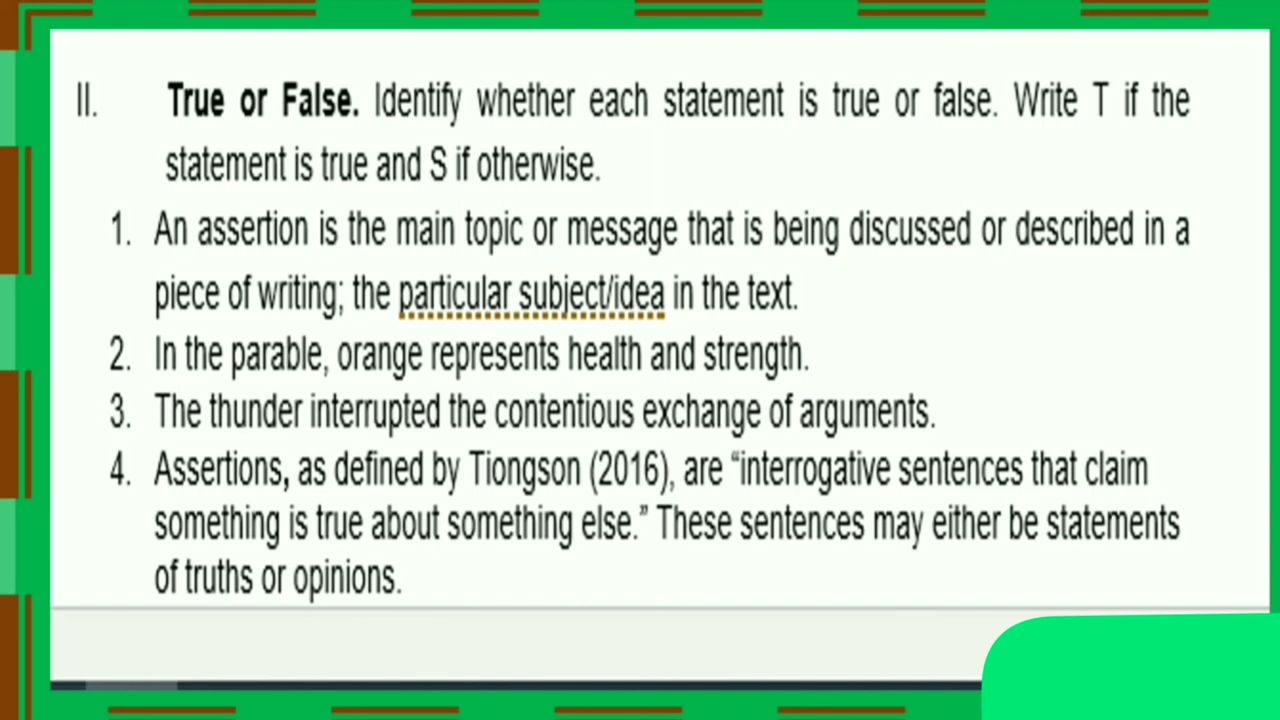 II. True or False. Identify whether each statement is true or false. Write T if the
statement is true and S if otherwise.
1. An assertion is the main topic or message that is being discussed or described in a
piece of writing; the particular subject/idea in the text.
2. In the parable, orange represents health and strength.
3. The thunder interrupted the contentious exchange of arguments.
4. Assertions, as defined by Tiongson (2016), are “interrogative sentences that claim
something is true about something else.” These sentences may either be statements
of truths or opinions.